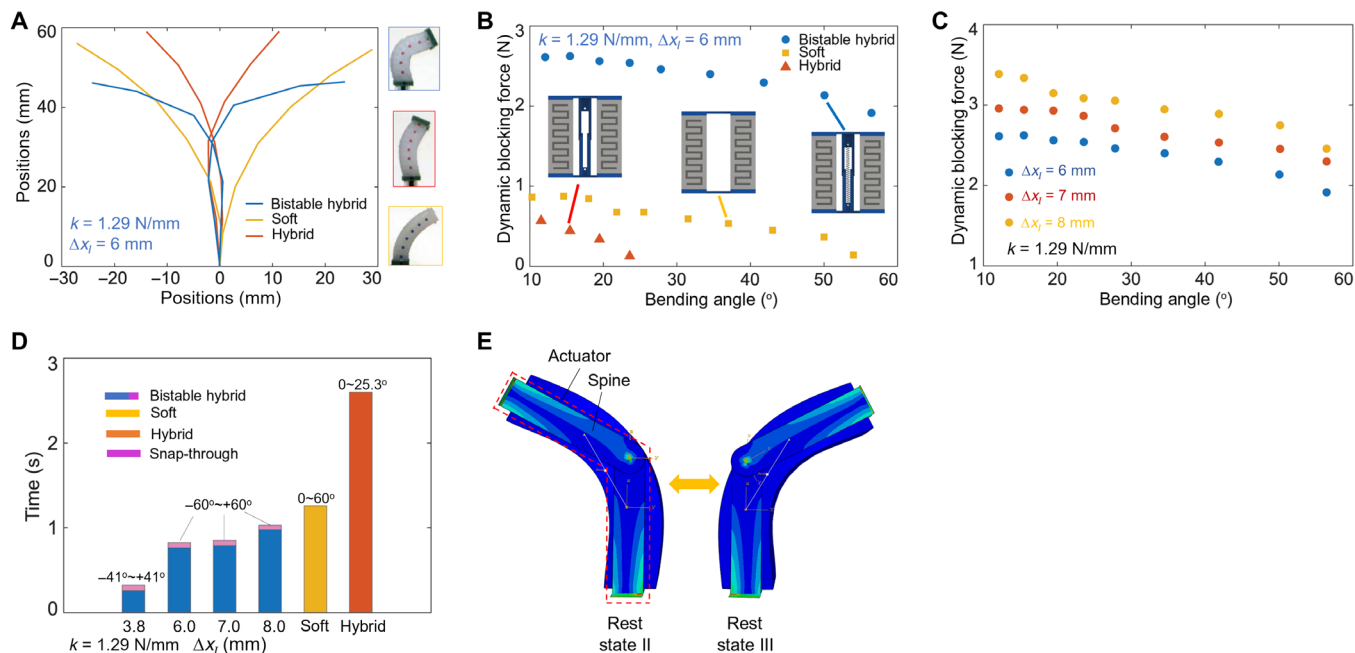 A
60
40
20
0
Positions (mm)
−30
−20
−10
0
10
20
30
Positions (mm)
Bistable hybrid
Soft
Hybrid
k = 1.29 N/mm
Δxl = 6 mm
B
k = 1.29 N/mm, Δxl = 6 mm
Bistable hybrid
Soft
Hybrid
3
2
1
0
Dynamic blocking force (N)
10
20
30
40
50
60
Bending angle (o)
C
4
3
2
1
Dynamic blocking force (N)
Δxl = 6 mm
Δxl = 7 mm
Δxl = 8 mm
k = 1.29 N/mm
10
20
30
40
50
60
Bending angle (o)
D
3
2
1
0
Time (s)
Bistable hybrid
Soft
Hybrid
Snap-through
−41o~+41o
−60o~+60o
0~60o
0~25.3o
3.8
6.0
7.0
8.0
Soft
Hybrid
k = 1.29 N/mm Δxl (mm)
E
Actuator
Spine
Rest
state II
Rest
state III